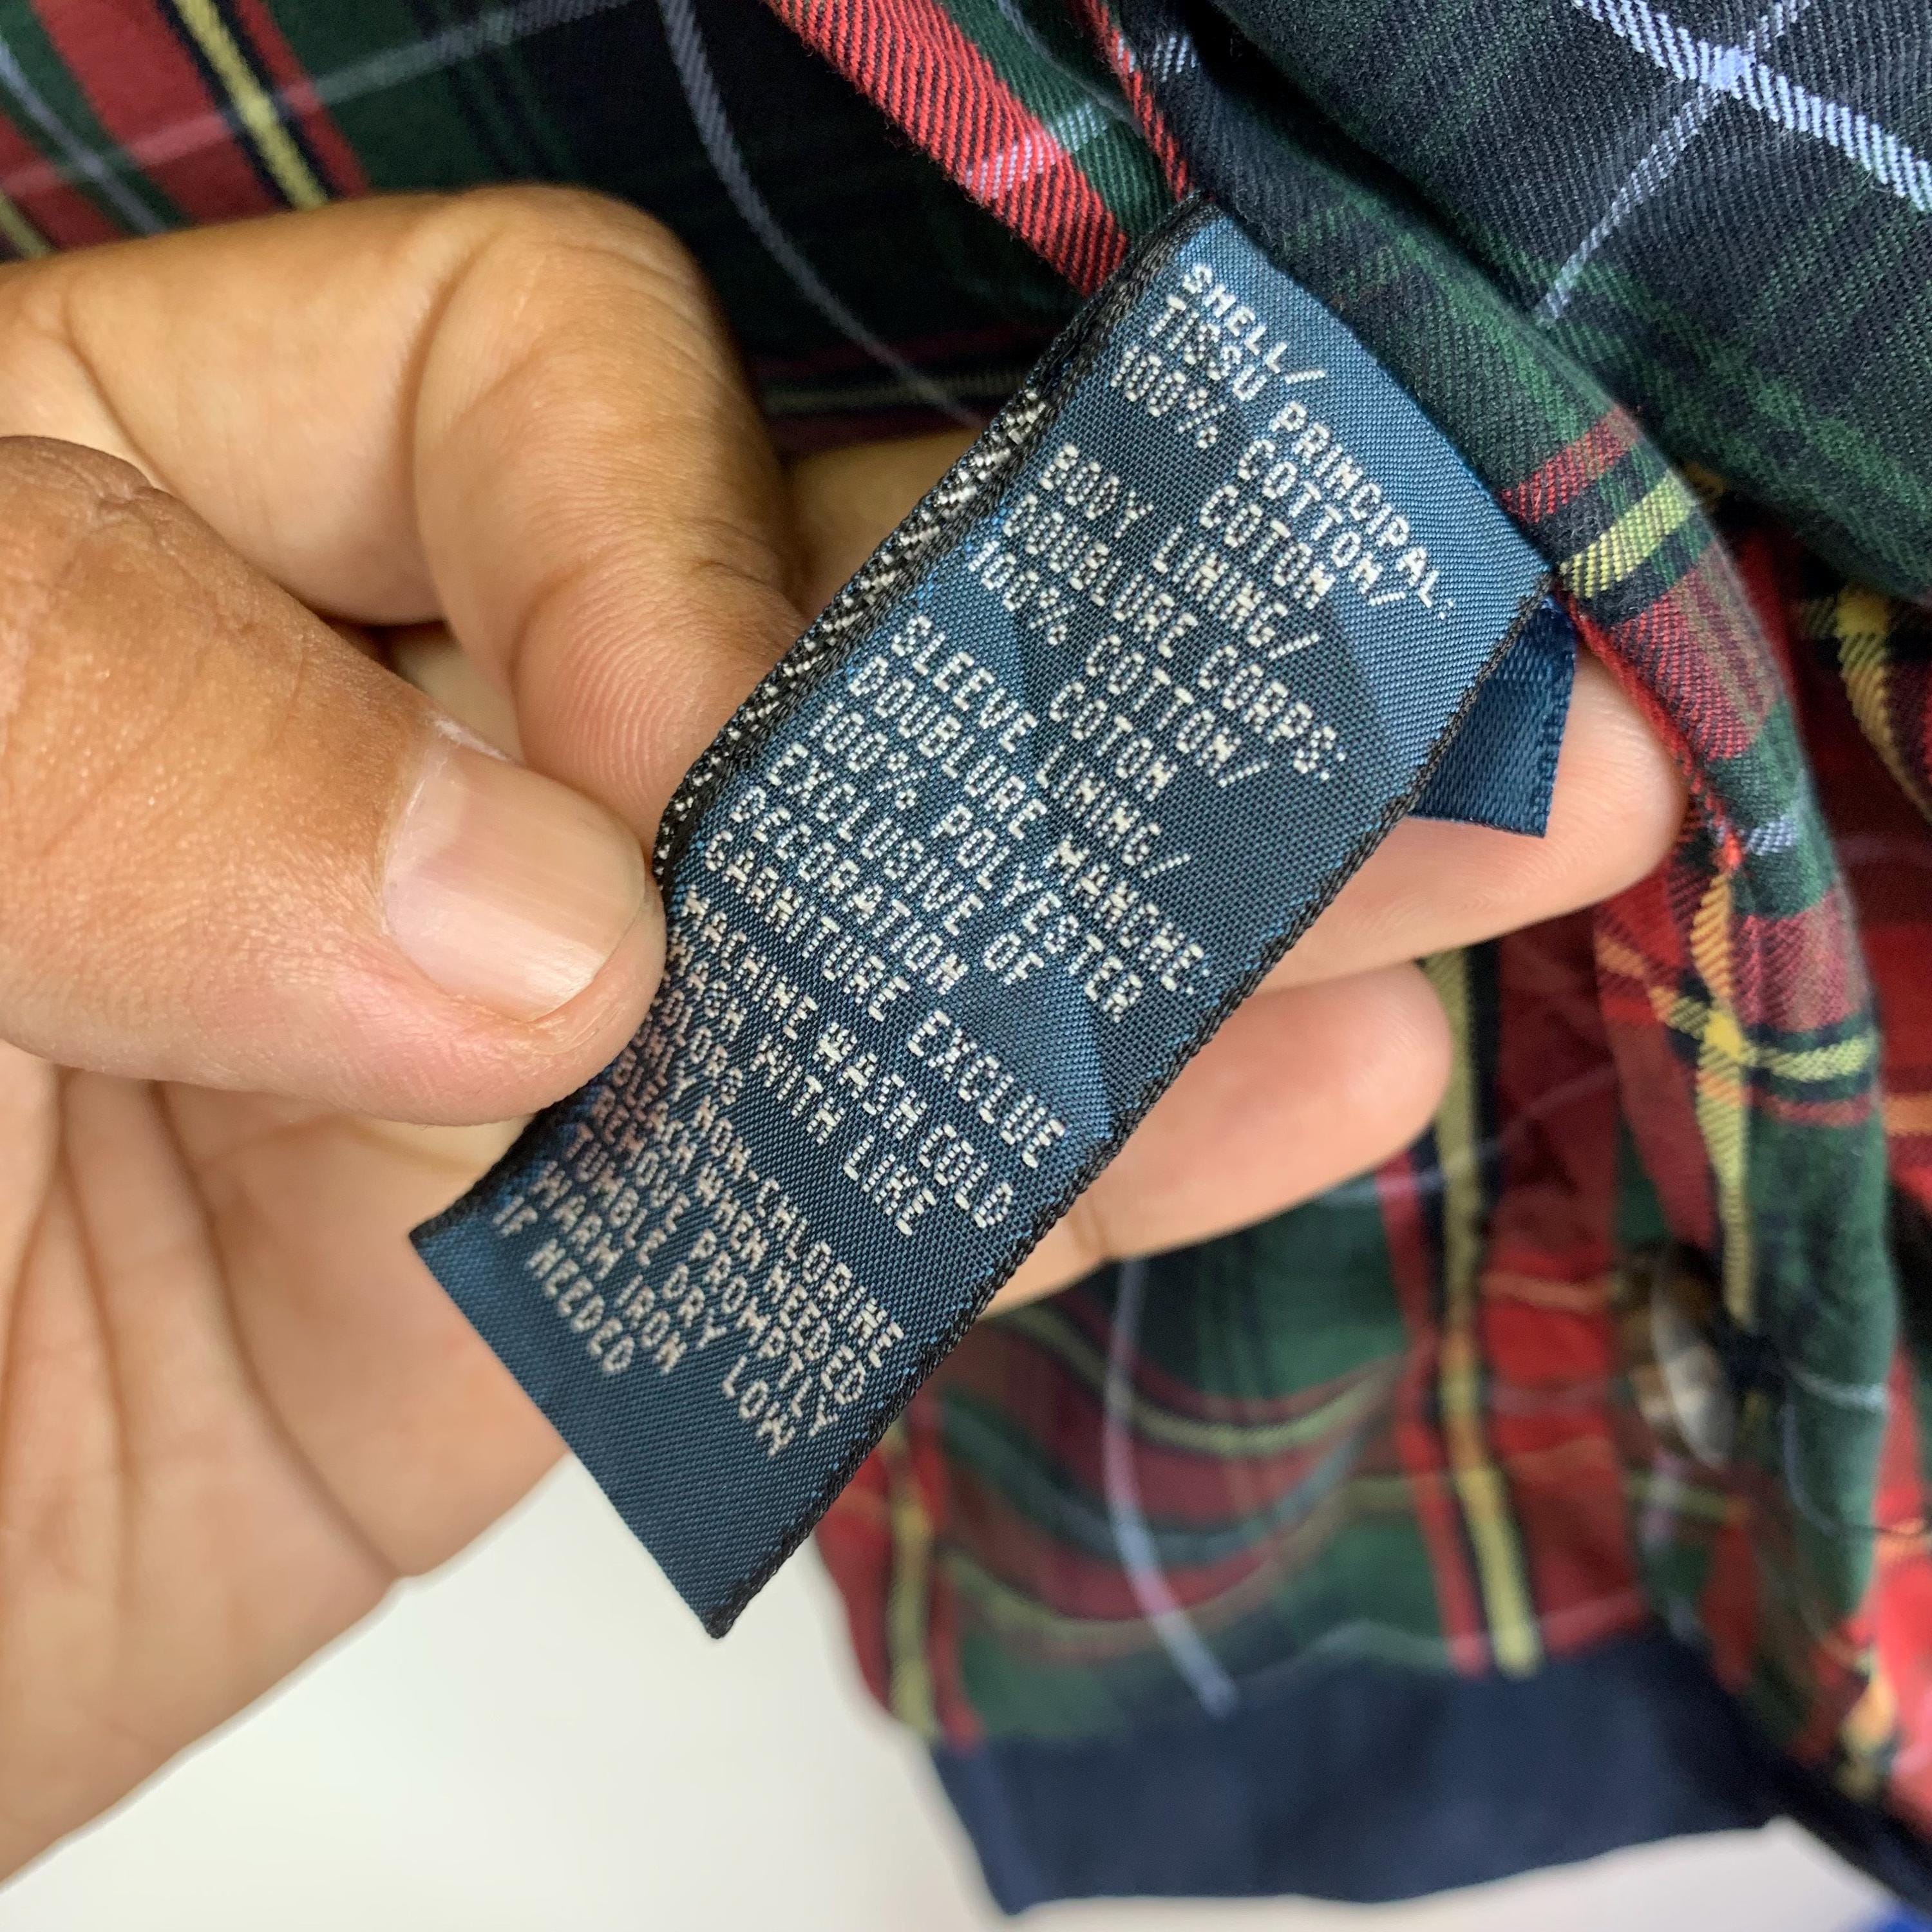 SHELL/
TISSU PRINCIPAL:
100% COTTON/
COTON
BODY LINING/
DOUBLURE CORPS:
100% COTTON/
COTON
SLEEVE LINING/
DOUBLURE MANCHE:
100% POLYESTER
EXCLUSIVE OF
DECORATION
GARNITURE EXCLUE
MACHINE WASH COLD
WITH LIKE
COLORS
ONLY NON-CHLORINE
BLEACH WHEN NEEDED
REMOVE PROMPTLY
TUMBLE DRY LOW
WARM IRON
IF NEEDED